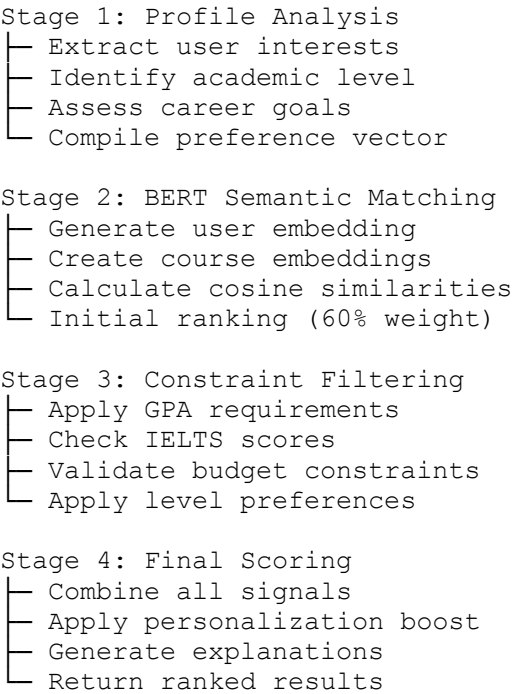 Stage 1: Profile Analysis
├─ Extract user interests
├─ Identify academic level
├─ Assess career goals
└─ Compile preference vector
Stage 2: BERT Semantic Matching
├─ Generate user embedding
├─ Create course embeddings
├─ Calculate cosine similarities
└─ Initial ranking (60% weight)
Stage 3: Constraint Filtering
├─ Apply GPA requirements
├─ Check IELTS scores
├─ Validate budget constraints
└─ Apply level preferences
Stage 4: Final Scoring
├─ Combine all signals
├─ Apply personalization boost
├─ Generate explanations
└─ Return ranked results